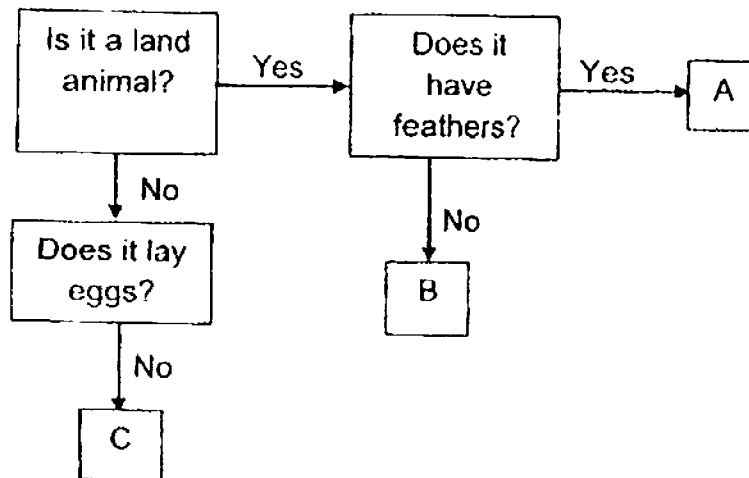 Is it a land
animal?
Yes
Does it
have
feathers?
Yes
A
No
No
Does it lay
eggs?
B
No
C